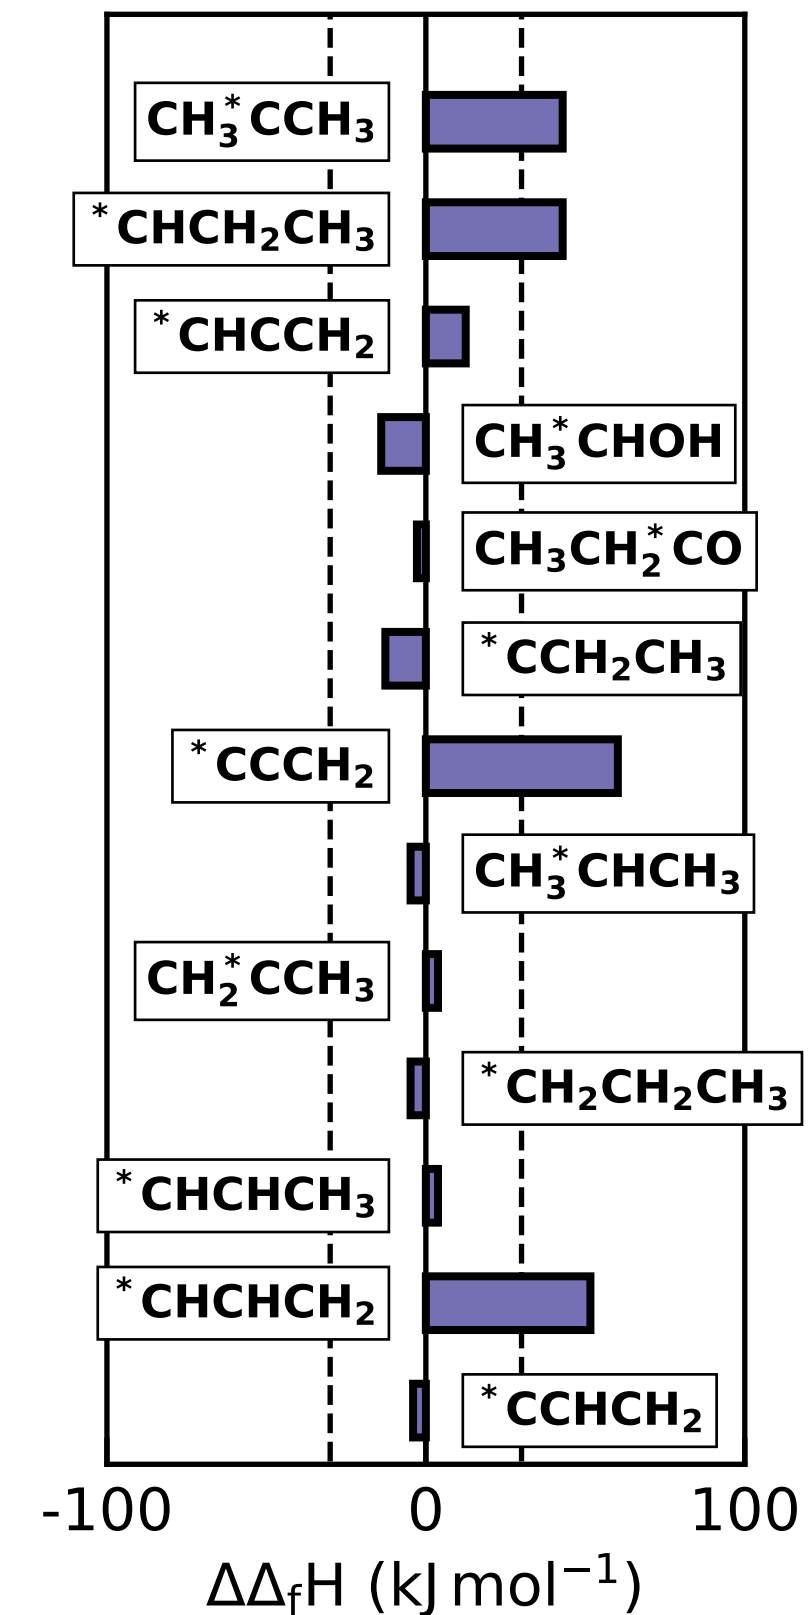 CH₃*CCH₃
*CHCH₂CH₃
*CHCCH₂
CH₃*CHOH
CH₃CH₂*CO
*CCH₂CH₃
*CCCH₂
CH₃*CHCH₃
CH₂*CCH₃
*CH₂CH₂CH₃
*CHCHCH₃
*CHCHCH₂
*CCHCH₂
-100 0 100
ΔΔfH (kJ mol⁻¹)